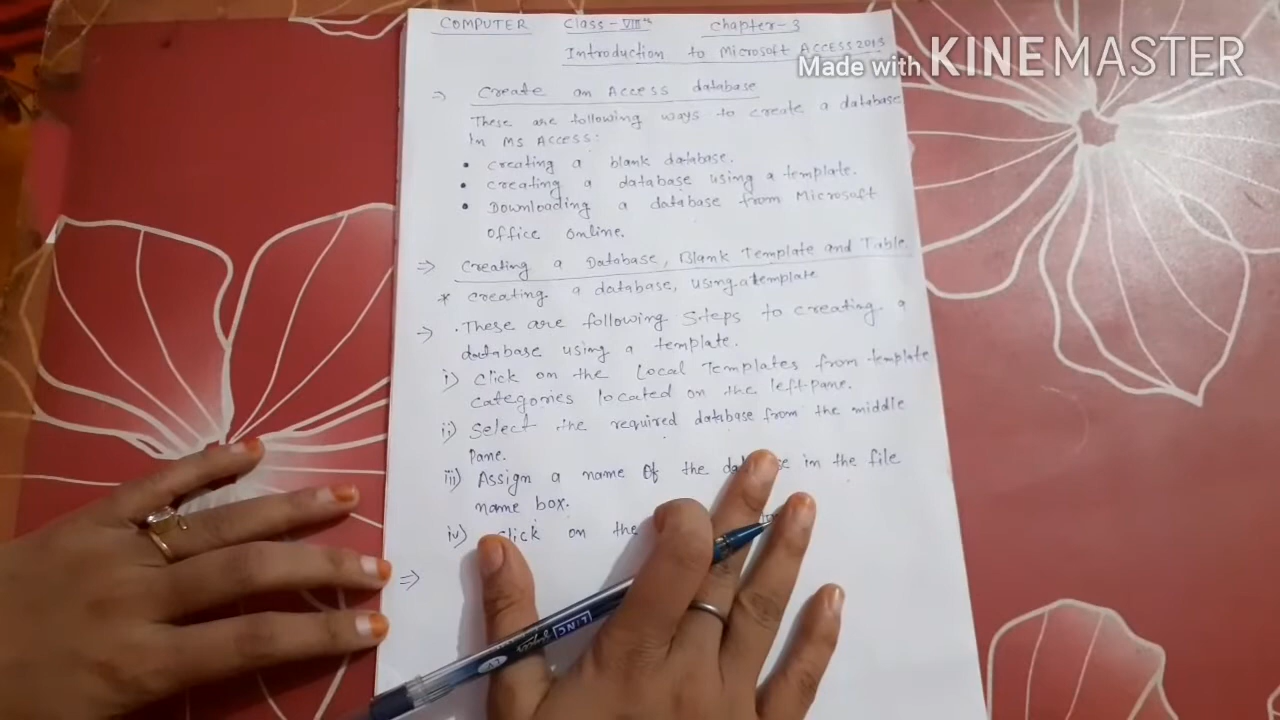 COMPUTER Class-VIIIth Chapter-3
Introduction to Microsoft ACCESS 2013
Made with KINEMASTER
⇒ Create an Access database
These are following ways to create a database
in MS Access:
• creating a blank database.
• creating a database using a template.
• Downloading a database from Microsoft
office online.
⇒ Creating a Database, Blank Template and Table.
* creating a database, using a template
⇒ .These are following steps to creating a
database using a template.
i) click on the Local Templates from template
categories located on the left-pane.
ii) Select the required database from the middle
pane.
iii) Assign a name of the in the file
name box.
iv) click on the
⇒
LINC